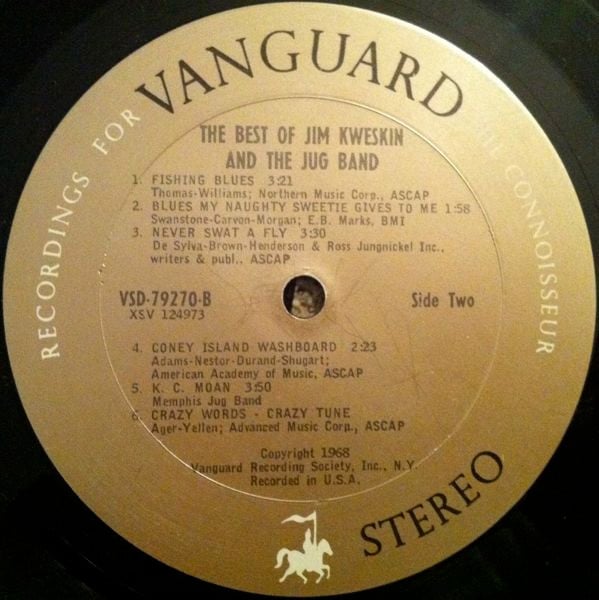 VANGUARD
RECORDINGS FOR THE CONNOISSEUR
THE BEST OF JIM KWESKIN
AND THE JUG BAND
1. FISHING BLUES 3:21
Thomas-Williams; Northern Music Corp., ASCAP
2. BLUES MY NAUGHTY SWEETIE GIVES TO ME 1:58
Swanstone-Carvon-Morgan; E.B. Marks, BMI
3. NEVER SWAT A FLY 3:30
De Sylva-Brown-Henderson & Ross Jungnickel Inc.,
writers & publ., ASCAP
VSD-79270-B Side Two
XSV 124973
4. CONEY ISLAND WASHBOARD 2:23
Adams-Nestor-Durand-Shugart;
American Academy of Music, ASCAP
5. K. C. MOAN 3:50
Memphis Jug Band
6. CRAZY WORDS - CRAZY TUNE
Ager-Yellen; Advanced Music Corp., ASCAP
Copyright 1968
Vanguard Recording Society, Inc., N.Y.
Recorded in U.S.A.
STEREO